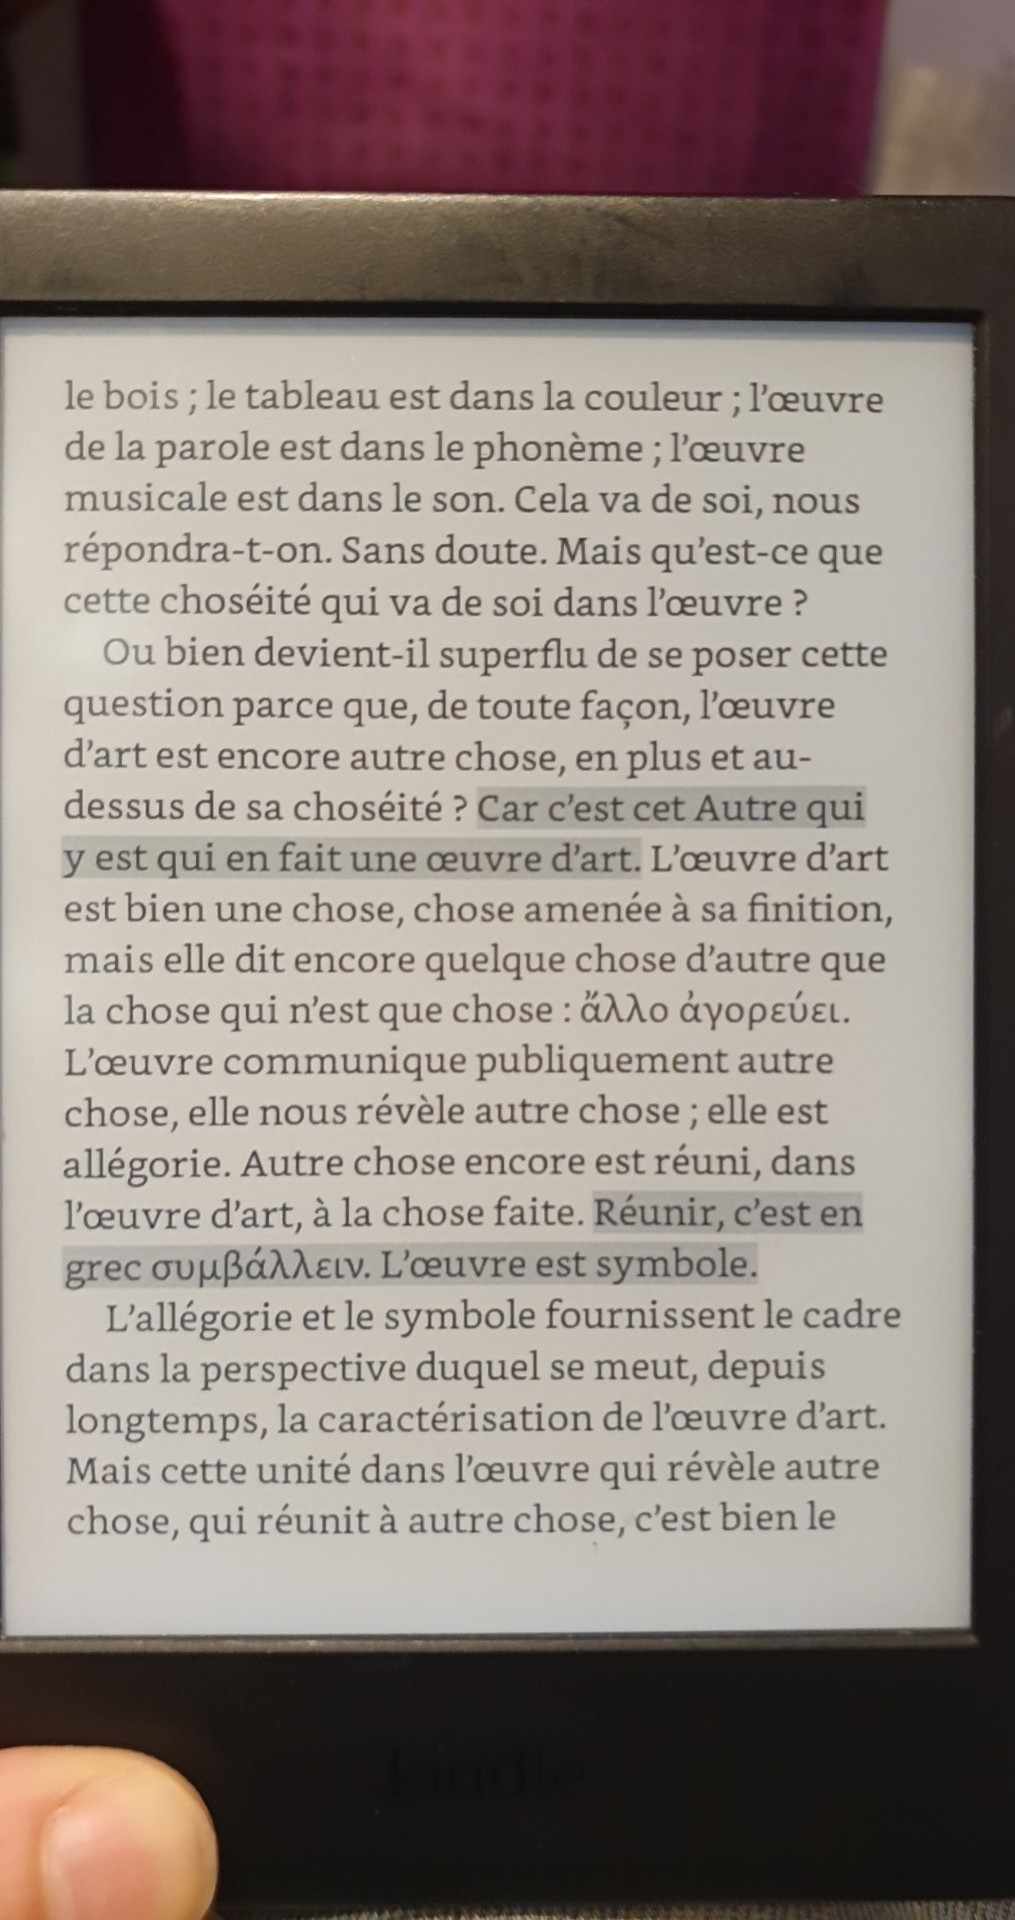 le bois ; le tableau est dans la couleur ; l’œuvre
de la parole est dans le phonème ; l’œuvre
musicale est dans le son. Cela va de soi, nous
répondra-t-on. Sans doute. Mais qu’est-ce que
cette choséité qui va de soi dans l’œuvre ?
Ou bien devient-il superflu de se poser cette
question parce que, de toute façon, l’œuvre
d’art est encore autre chose, en plus et au-
dessus de sa choséité ? Car c’est cet Autre qui
y est qui en fait une œuvre d’art. L’œuvre d’art
est bien une chose, chose amenée à sa finition,
mais elle dit encore quelque chose d’autre que
la chose qui n’est que chose : ἄλλο ἀγορεύει.
L’œuvre communique publiquement autre
chose, elle nous révèle autre chose ; elle est
allégorie. Autre chose encore est réuni, dans
l’œuvre d’art, à la chose faite. Réunir, c’est en
grec συμβάλλειν. L’œuvre est symbole.
L’allégorie et le symbole fournissent le cadre
dans la perspective duquel se meut, depuis
longtemps, la caractérisation de l’œuvre d’art.
Mais cette unité dans l’œuvre qui révèle autre
chose, qui réunit à autre chose, c’est bien le
kindle